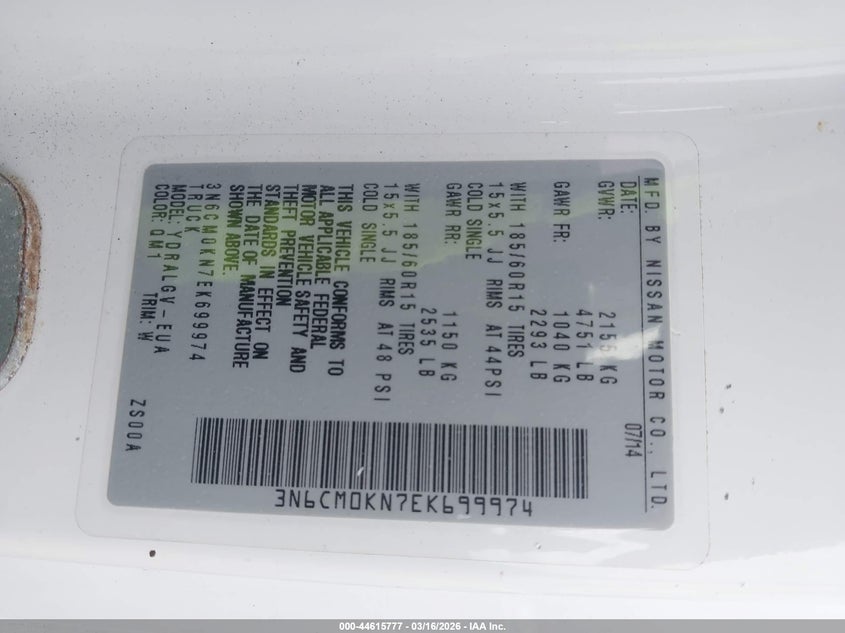 MFD. BY NISSAN MOTOR CO., LTD.
DATE: 07/14
GVWR: 2155 KG
4751 LB
GAWR FR: 1040 KG
2293 LB
WITH 185/60R15 TIRES
15x5.5 JJ RIMS AT 44PSI
COLD SINGLE
GAWR RR: 1150 KG
2535 LB
WITH 185/60R15 TIRES
15x5.5 JJ RIMS AT 48 PSI
COLD SINGLE
THIS VEHICLE CONFORMS TO
ALL APPLICABLE FEDERAL
MOTOR VEHICLE SAFETY AND
THEFT PREVENTION
STANDARDS IN EFFECT ON
THE DATE OF MANUFACTURE
SHOWN ABOVE.
3N6CM0KN7EK699974
TRUCK
MODEL: YDRALGV-EUA
COLOR: QM1 TRIM: W
ZS00A
3N6CM0KN7EK699974
000-44615777 - 03/16/2026 - IAA Inc.